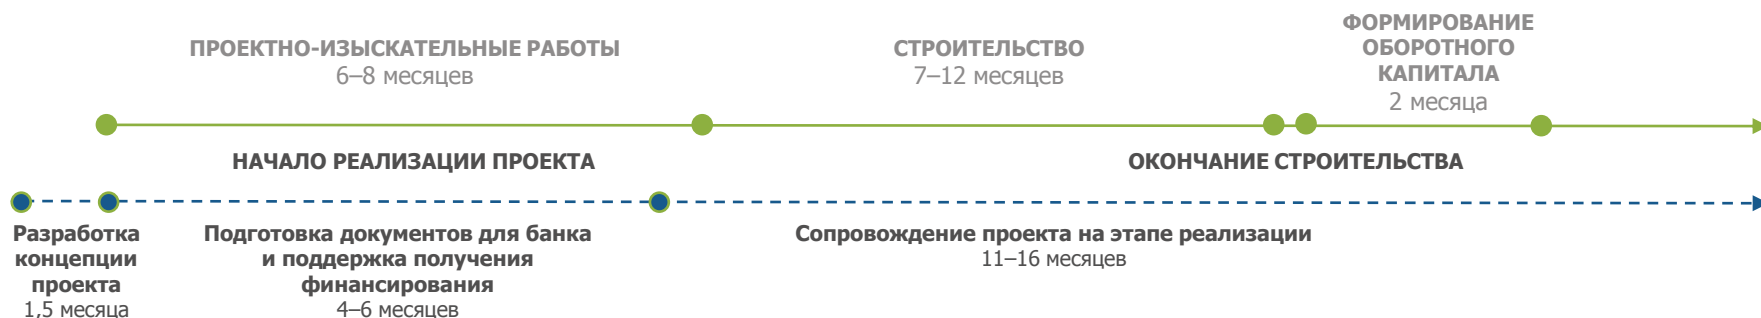 ПРОЕКТНО-ИЗЫСКАТЕЛЬНЫЕ РАБОТЫ
6–8 месяцев
СТРОИТЕЛЬСТВО
7–12 месяцев
ФОРМИРОВАНИЕ
ОБОРОТНОГО
КАПИТАЛА
2 месяца
НАЧАЛО РЕАЛИЗАЦИИ ПРОЕКТА
ОКОНЧАНИЕ СТРОИТЕЛЬСТВА
Разработка
концепции
проекта
1,5 месяца
Подготовка документов для банка
и поддержка получения
финансирования
4–6 месяцев
Сопровождение проекта на этапе реализации
11–16 месяцев